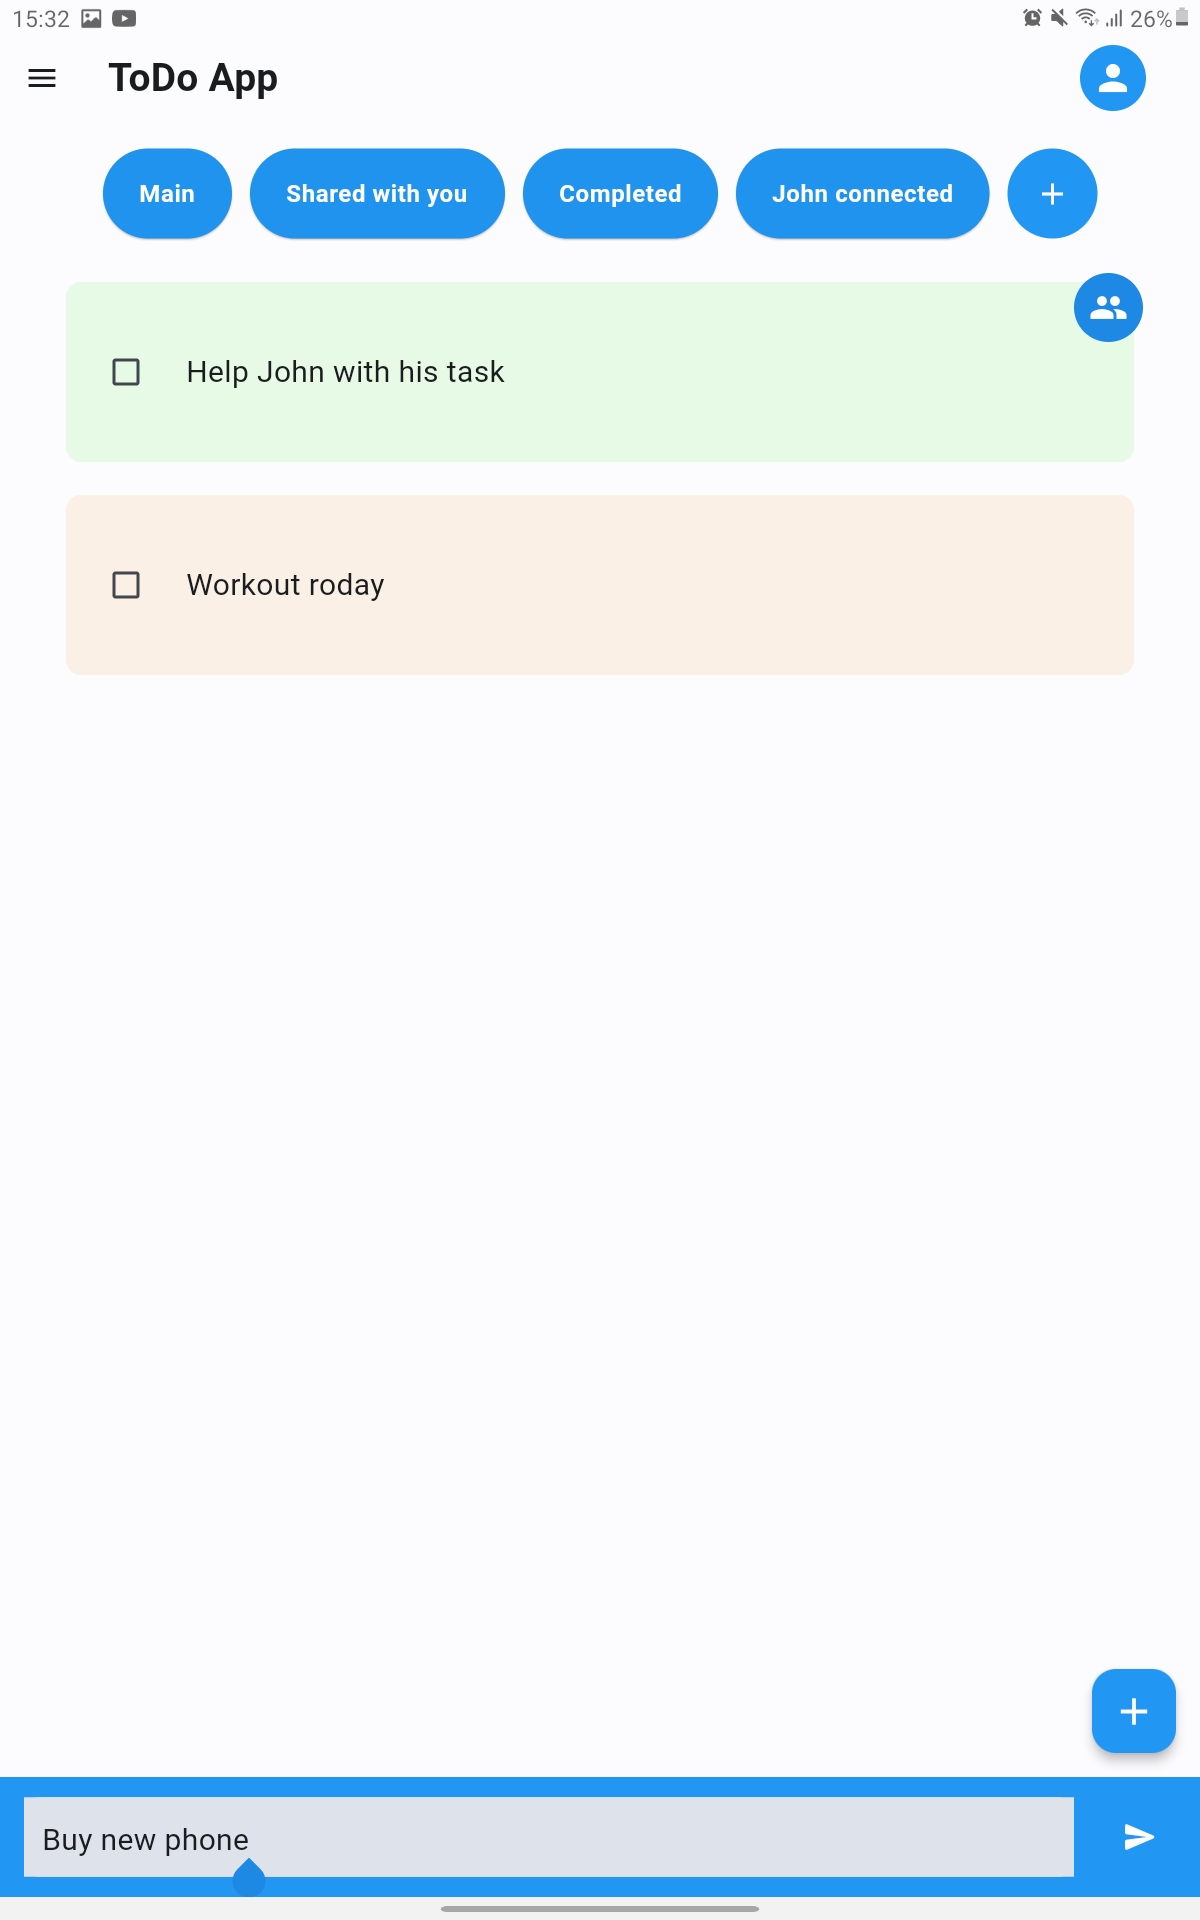 15:32 26%
ToDo App
Main Shared with you Completed John connected
Help John with his task
Workout roday
Buy new phone